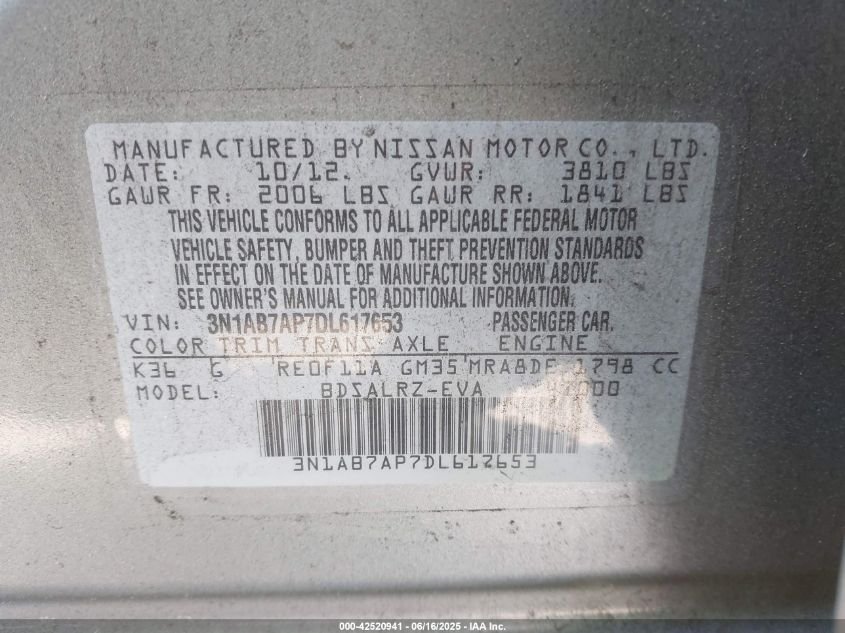 MANUFACTURED BY NISSAN MOTOR CO., LTD.
DATE: 10/12. GVWR: 3810 LBS
GAWR FR: 2006 LBS GAWR RR: 1841 LBS
THIS VEHICLE CONFORMS TO ALL APPLICABLE FEDERAL MOTOR
VEHICLE SAFETY, BUMPER AND THEFT PREVENTION STANDARDS
IN EFFECT ON THE DATE OF MANUFACTURE SHOWN ABOVE.
SEE OWNER'S MANUAL FOR ADDITIONAL INFORMATION.
VIN: 3N1AB7AP7DL617653 PASSENGER CAR.
COLOR TRIM TRANS AXLE ENGINE
K36 G RE0F11A GM35 MRA8DE 1798 CC
MODEL: BDSALRZ-EVA
3N1AB7AP7DL617653
000-42520941 - 06/16/2025 - IAA Inc.